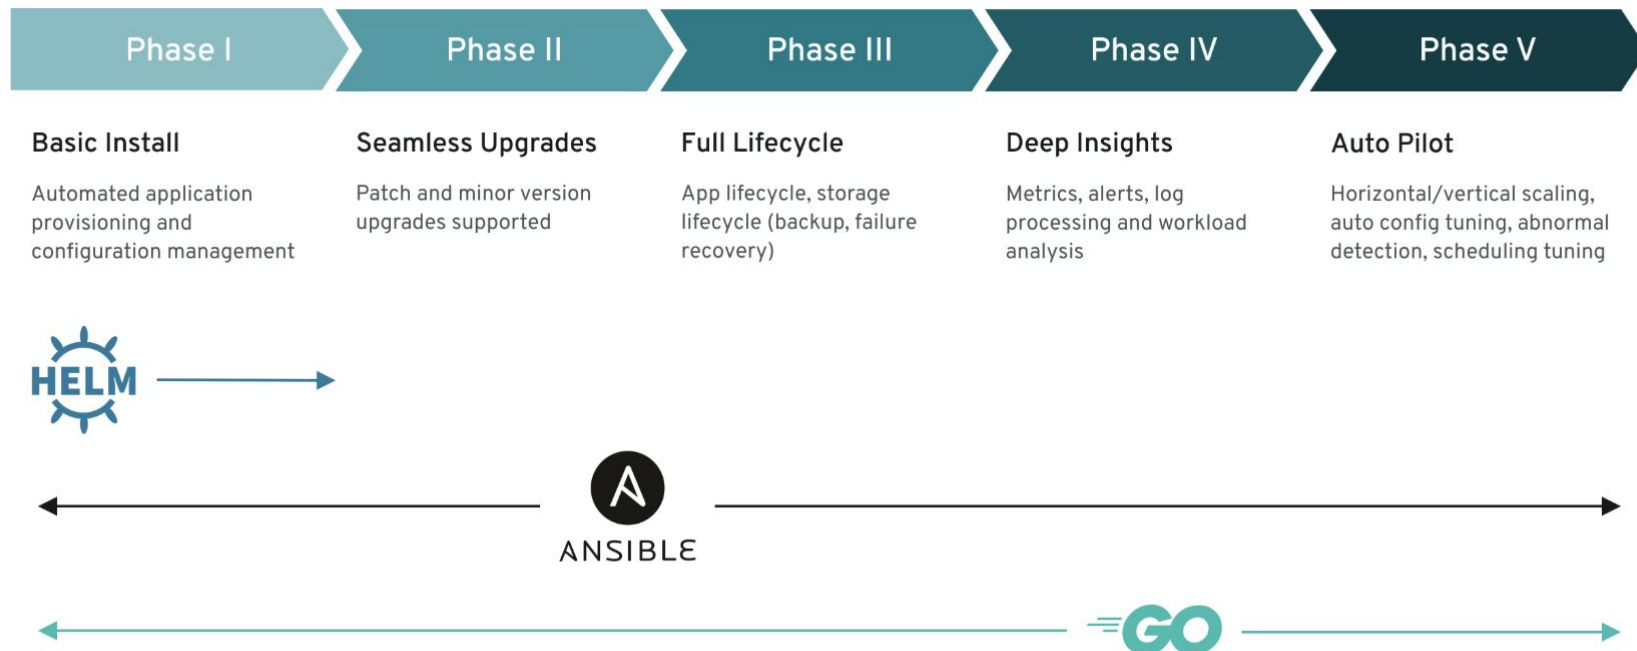 Phase I
Phase II
Phase III
Phase IV
Phase V
Basic Install
Automated application
provisioning and
configuration management
Seamless Upgrades
Patch and minor version
upgrades supported
Full Lifecycle
App lifecycle, storage
lifecycle (backup, failure
recovery)
Deep Insights
Metrics, alerts, log
processing and workload
analysis
Auto Pilot
Horizontal/vertical scaling,
auto config tuning, abnormal
detection, scheduling tuning
HELM
A
ANSIBLE
GO